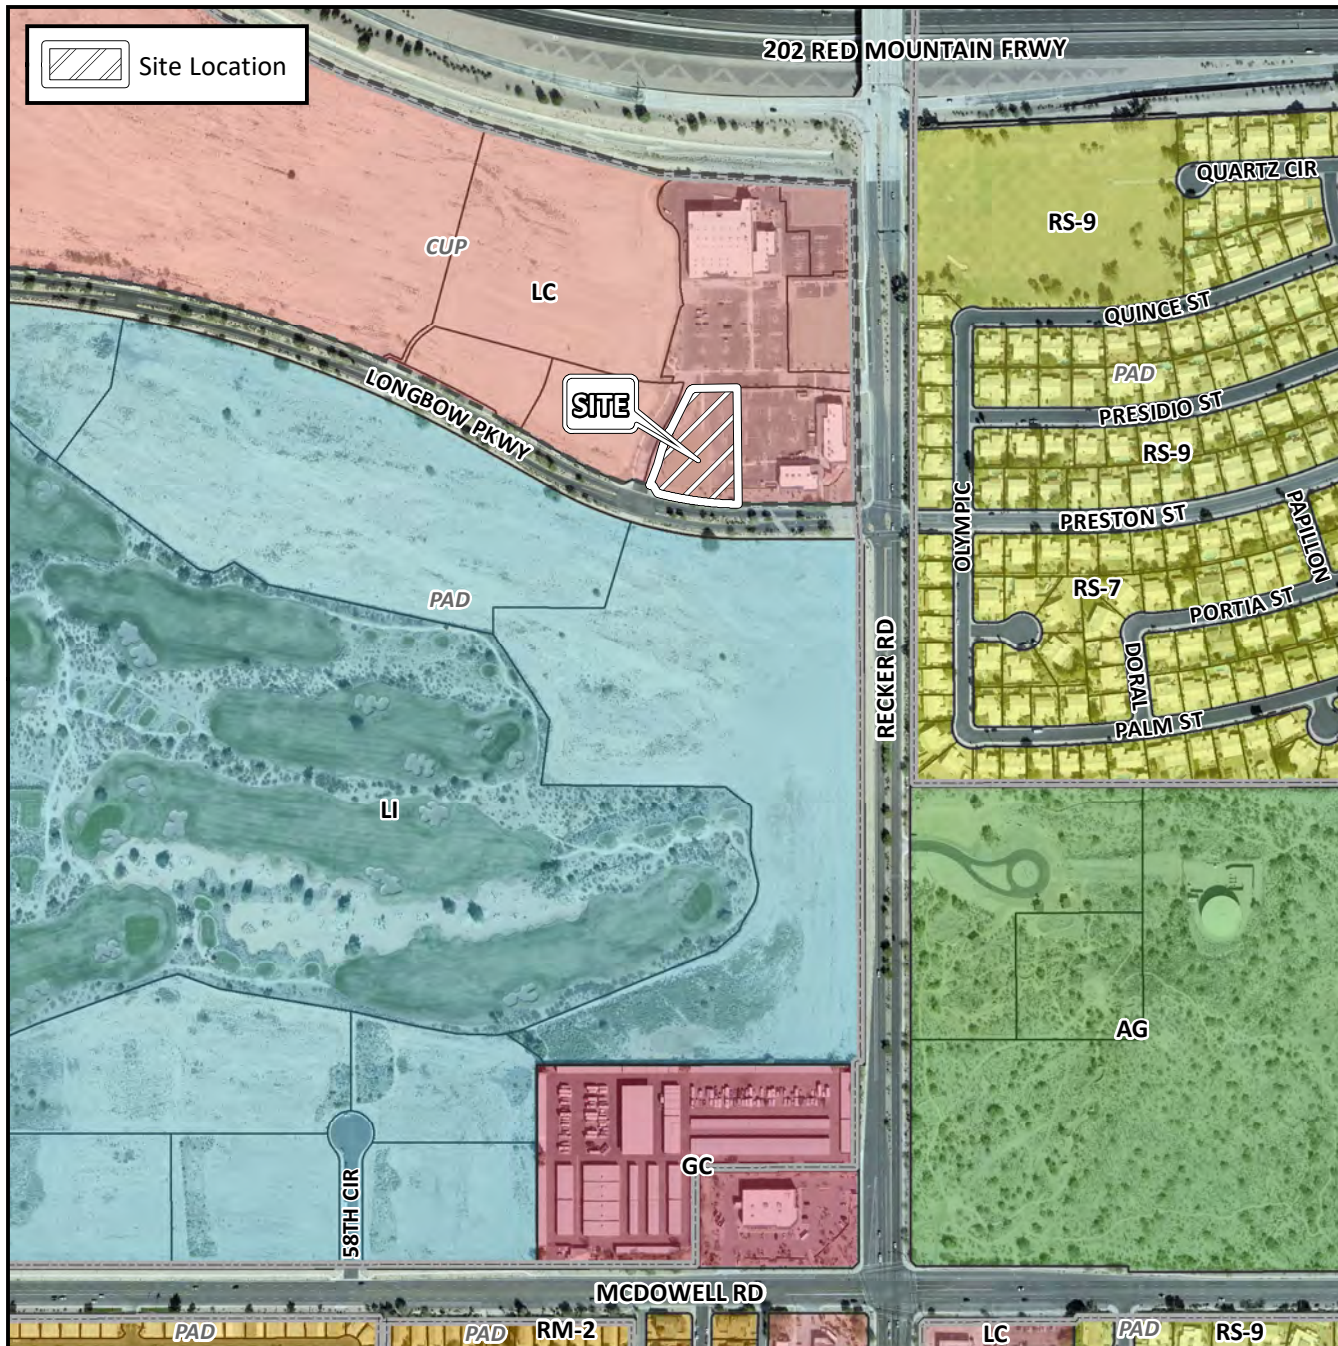 202 RED MOUNTAIN FRWY
Site Location
QUARTZ CIR
RS-9
CUP
LC
QUINCE ST
PAD
LONGBOW PKWY
SITE
PRESIDIO ST
RS-9
OLYMPIC
PRESTON ST
PAPILLON
RS-7
PAD
PORTIA ST
RECKER RD
DORAL
PALM ST
LI
AG
58TH CIR
GC
MCDOWELL RD
PAD
PAD
RM-2
LC
PAD
RS-9